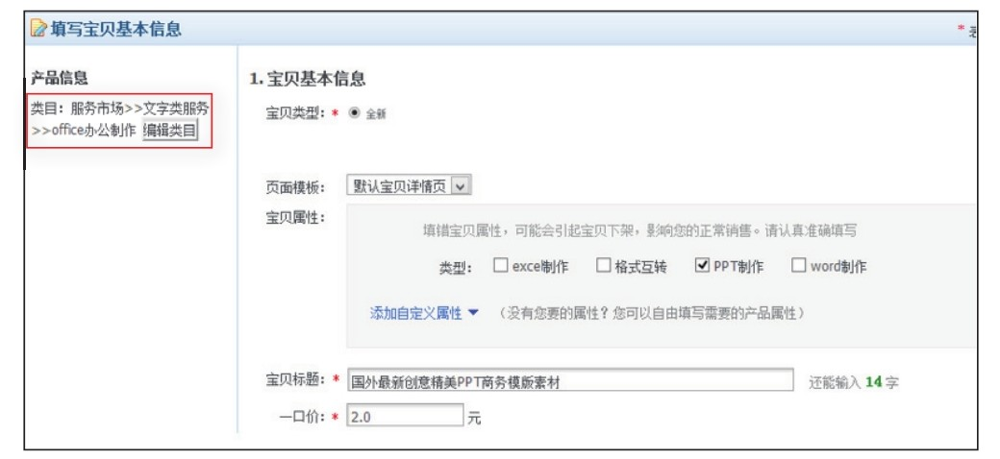 填写宝贝基本信息
*
产品信息
类目：服务市场>>文字类服务
>>office办公制作 编辑类目
1. 宝贝基本信息
宝贝类型：* 全新
页面模板： 默认宝贝详情页
宝贝属性：
填错宝贝属性，可能会引起宝贝下架，影响您的正常销售。请认真准确填写
类型： exce制作 格式互转 PPT制作 word制作
添加自定义属性 （没有您要的属性？您可以自由填写需要的产品属性）
宝贝标题：* 国外最新创意精美PPT商务模版素材 还能输入 14 字
一口价：* 2.0 元